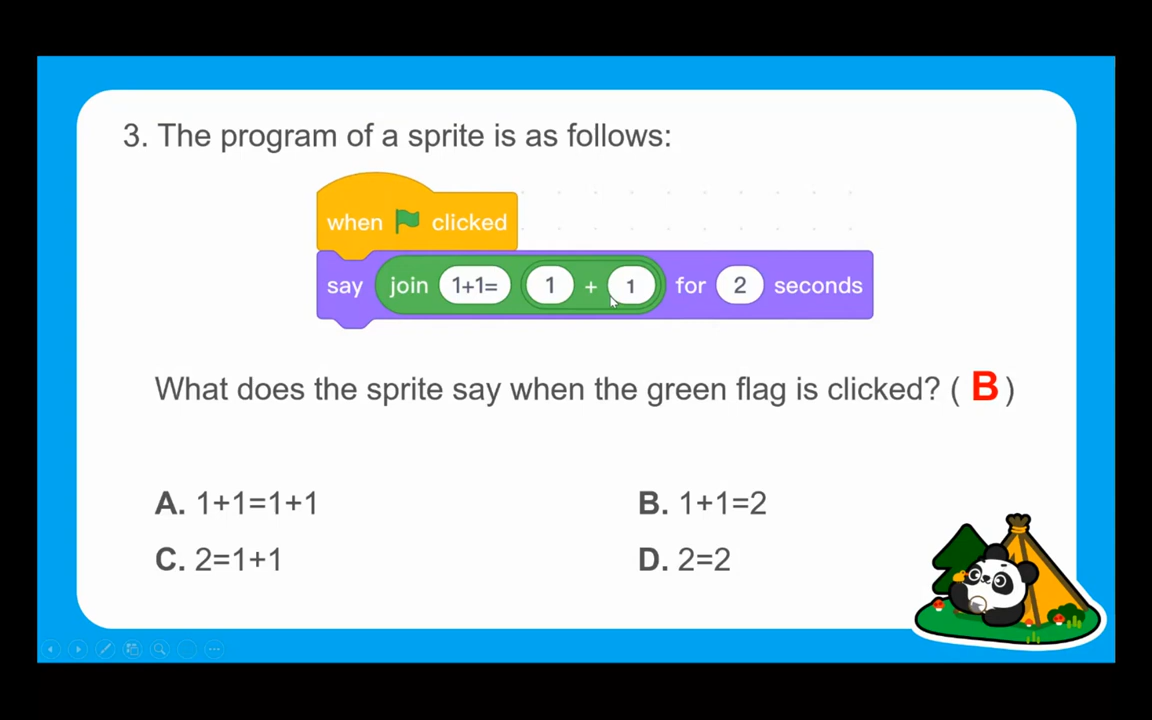 3. The program of a sprite is as follows:
when clicked
say join 1+1= 1 + 1 for 2 seconds
What does the sprite say when the green flag is clicked? ( B )
A. 1+1=1+1
B. 1+1=2
C. 2=1+1
D. 2=2